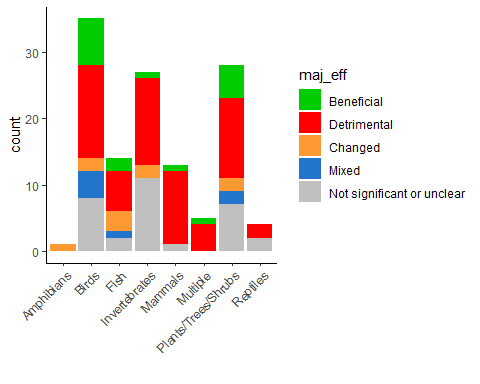 maj_eff
Beneficial
Detrimental
Changed
Mixed
Not significant or unclear
count
30
20
10
0
Amphibians
Birds
Fish
Invertebrates
Mammals
Multiple
Plants/Trees/Shrubs
Reptiles